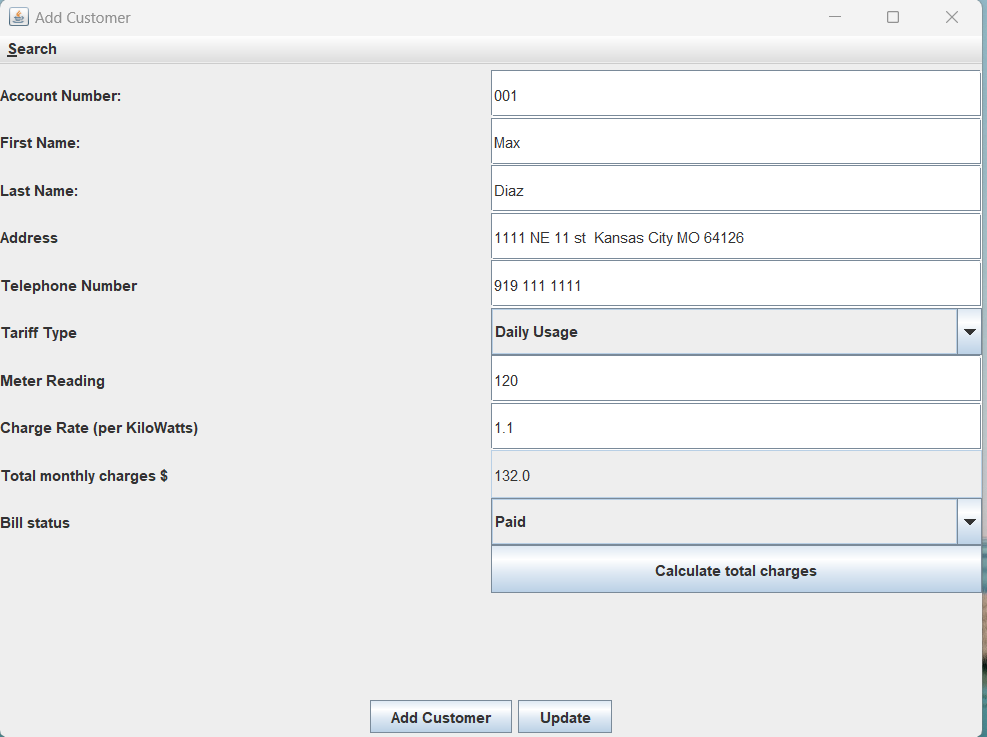 Add Customer
Search
Account Number: 001
First Name: Max
Last Name: Diaz
Address 1111 NE 11 st  Kansas City MO 64126
Telephone Number 919 111 1111
Tariff Type Daily Usage
Meter Reading 120
Charge Rate (per KiloWatts) 1.1
Total monthly charges $ 132.0
Bill status Paid
Calculate total charges
Add Customer Update